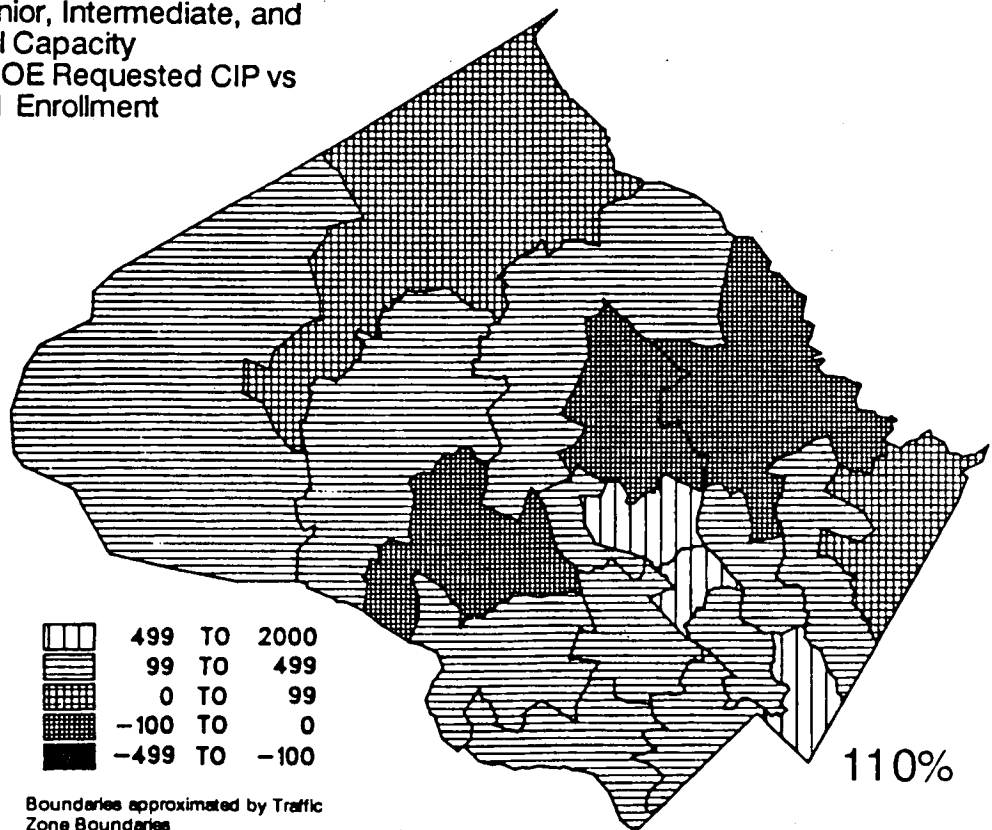 nior, Intermediate, and
d Capacity
OE Requested CIP vs
l Enrollment
499 TO 2000
99 TO 499
0 TO 99
-100 TO 0
-499 TO -100
110%
Boundaries approximated by Traffic
Zone Boundaries